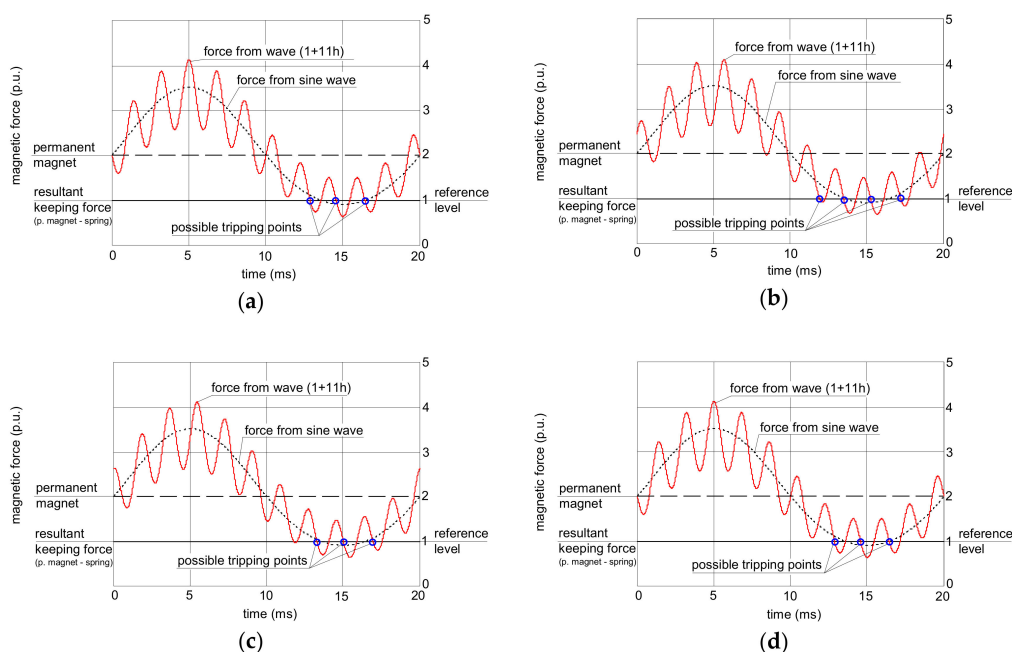 5
force from wave (1+11h)
4
force from sine wave
3
magnetic force (p.u.)
permanent
magnet
2
resultant
keeping force
(p. magnet - spring)
reference
level
1
possible tripping points
0
0 5 10 15 20
time (ms)
(a)
5
force from wave (1+11h)
4
force from sine wave
3
magnetic force (p.u.)
permanent
magnet
2
resultant
keeping force
(p. magnet - spring)
reference
level
1
possible tripping points
0
0 5 10 15 20
time (ms)
(b)
5
force from wave (1+11h)
4
force from sine wave
3
magnetic force (p.u.)
permanent
magnet
2
resultant
keeping force
(p. magnet - spring)
reference
level
1
possible tripping points
0
0 5 10 15 20
time (ms)
(c)
5
force from wave (1+11h)
4
force from sine wave
3
magnetic force (p.u.)
permanent
magnet
2
resultant
keeping force
(p. magnet - spring)
reference
level
1
possible tripping points
0
0 5 10 15 20
time (ms)
(d)